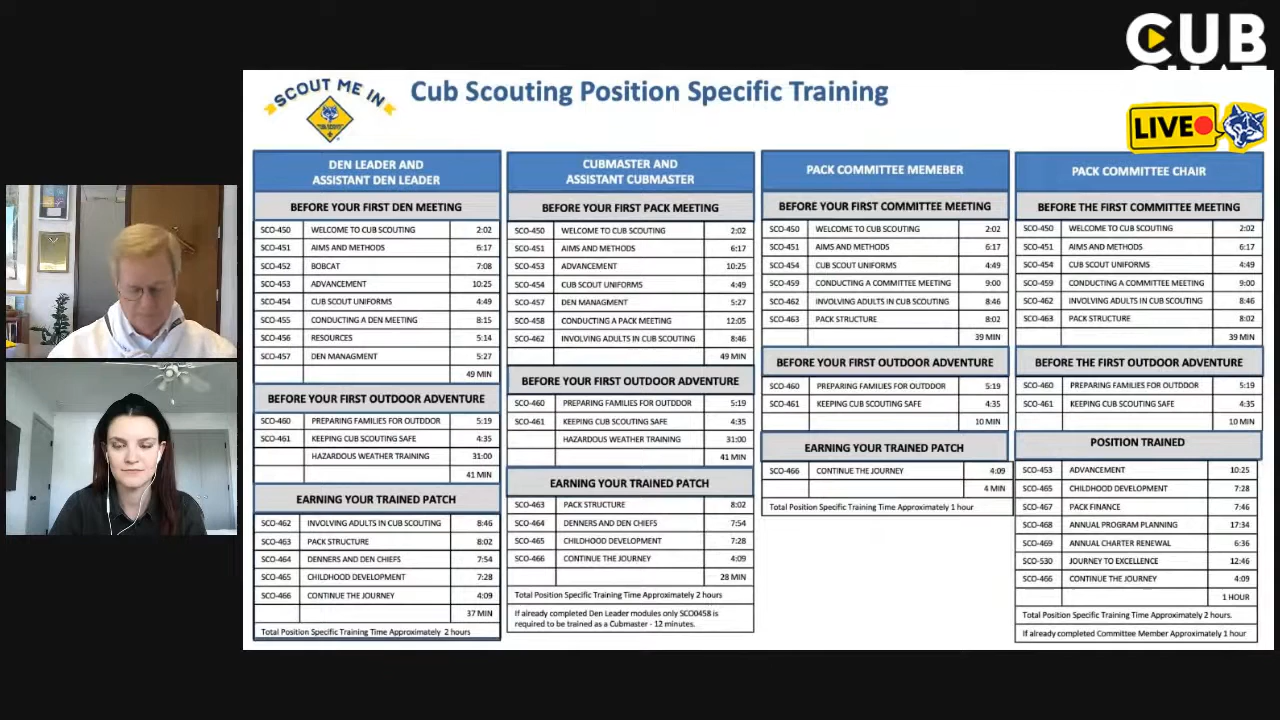 CUB
CHAT
LIVE
SCOUT ME IN
Cub Scouting Position Specific Training
DEN LEADER AND
ASSISTANT DEN LEADER
BEFORE YOUR FIRST DEN MEETING
SCO-450 WELCOME TO CUB SCOUTING 2:02
SCO-451 AIMS AND METHODS 6:17
SCO-452 BOBCAT 7:08
SCO-453 ADVANCEMENT 10:25
SCO-454 CUB SCOUT UNIFORMS 4:49
SCO-455 CONDUCTING A DEN MEETING 8:15
SCO-456 RESOURCES 5:14
SCO-457 DEN MANAGMENT 5:27
49 MIN
BEFORE YOUR FIRST OUTDOOR ADVENTURE
SCO-460 PREPARING FAMILIES FOR OUTDDOR 5:19
SCO-461 KEEPING CUB SCOUTING SAFE 4:35
HAZARDOUS WEATHER TRAINING 31:00
41 MIN
EARNING YOUR TRAINED PATCH
SCO-462 INVOLVING ADULTS IN CUB SCOUTING 8:46
SCO-463 PACK STRUCTURE 8:02
SCO-464 DENNERS AND DEN CHIEFS 7:54
SCO-465 CHILDHOOD DEVELOPMENT 7:28
SCO-466 CONTINUE THE JOURNEY 4:09
37 MIN
Total Position Specific Training Time Approximately 2 hours
CUBMASTER AND
ASSISTANT CUBMASTER
BEFORE YOUR FIRST PACK MEETING
SCO-450 WELCOME TO CUB SCOUTING 2:02
SCO-451 AIMS AND METHODS 6:17
SCO-453 ADVANCEMENT 10:25
SCO-454 CUB SCOUT UNIFORMS 4:49
SCO-457 DEN MANAGMENT 5:27
SCO-458 CONDUCTING A PACK MEETING 12:05
SCO-462 INVOLVING ADULTS IN CUB SCOUTING 8:46
49 MIN
BEFORE YOUR FIRST OUTDOOR ADVENTURE
SCO-460 PREPARING FAMILIES FOR OUTDDOR 5:19
SCO-461 KEEPING CUB SCOUTING SAFE 4:35
HAZARDOUS WEATHER TRAINING 31:00
41 MIN
EARNING YOUR TRAINED PATCH
SCO-463 PACK STRUCTURE 8:02
SCO-464 DENNERS AND DEN CHIEFS 7:54
SCO-465 CHILDHOOD DEVELOPMENT 7:28
SCO-466 CONTINUE THE JOURNEY 4:09
28 MIN
Total Position Specific Training Time Approximately 2 hours
If already completed Den Leader modules only SCO0458 is
required to be trained as a Cubmaster - 12 minutes.
PACK COMMITTEE MEMEBER
BEFORE YOUR FIRST COMMITTEE MEETING
SCO-450 WELCOME TO CUB SCOUTING 2:02
SCO-451 AIMS AND METHODS 6:17
SCO-454 CUB SCOUT UNIFORMS 4:49
SCO-459 CONDUCTING A COMMITTEE MEETING 9:00
SCO-462 INVOLVING ADULTS IN CUB SCOUTING 8:46
SCO-463 PACK STRUCTURE 8:02
39 MIN
BEFORE YOUR FIRST OUTDOOR ADVENTURE
SCO-460 PREPARING FAMILIES FOR OUTDDOR 5:19
SCO-461 KEEPING CUB SCOUTING SAFE 4:35
10 MIN
EARNING YOUR TRAINED PATCH
SCO-466 CONTINUE THE JOURNEY 4:09
4 MIN
Total Position Specific Training Time Approximately 1 hour
PACK COMMITTEE CHAIR
BEFORE THE FIRST COMMITTEE MEETING
SCO-450 WELCOME TO CUB SCOUTING 2:02
SCO-451 AIMS AND METHODS 6:17
SCO-454 CUB SCOUT UNIFORMS 4:49
SCO-459 CONDUCTING A COMMITTEE MEETING 9:00
SCO-462 INVOLVING ADULTS IN CUB SCOUTING 8:46
SCO-463 PACK STRUCTURE 8:02
39 MIN
BEFORE THE FIRST OUTDOOR ADVENTURE
SCO-460 PREPARING FAMILIES FOR OUTDDOR 5:19
SCO-461 KEEPING CUB SCOUTING SAFE 4:35
10 MIN
POSITION TRAINED
SCO-453 ADVANCEMENT 10:25
SCO-465 CHILDHOOD DEVELOPMENT 7:28
SCO-467 PACK FINANCE 7:46
SCO-468 ANNUAL PROGRAM PLANNING 17:34
SCO-469 ANNUAL CHARTER RENEWAL 6:36
SCO-530 JOURNEY TO EXCELLENCE 12:46
SCO-466 CONTINUE THE JOURNEY 4:09
1 HOUR
Total Position Specific Training Time Approximately 2 hours.
If already completed Committee Member Approximately 1 hour